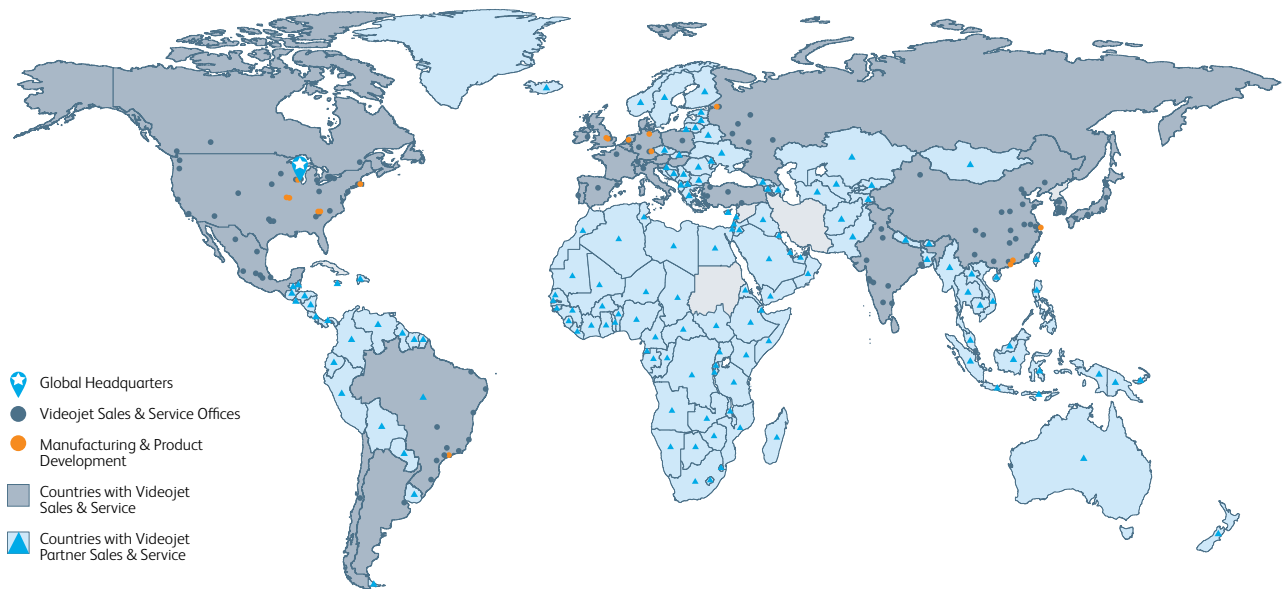 Global Headquarters
Videojet Sales & Service Offices
Manufacturing & Product
Development
Countries with Videojet
Sales & Service
Countries with Videojet
Partner Sales & Service